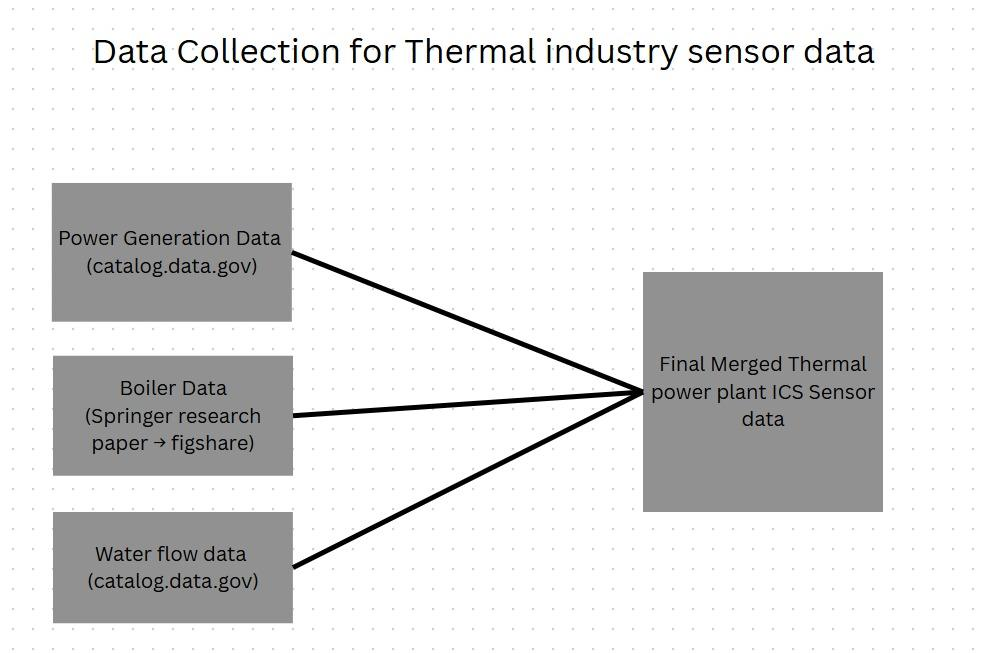 Data Collection for Thermal industry sensor data
Power Generation Data
(catalog.data.gov)
Boiler Data
(Springer research
paper → figshare)
Water flow data
(catalog.data.gov)
Final Merged Thermal
power plant ICS Sensor
data